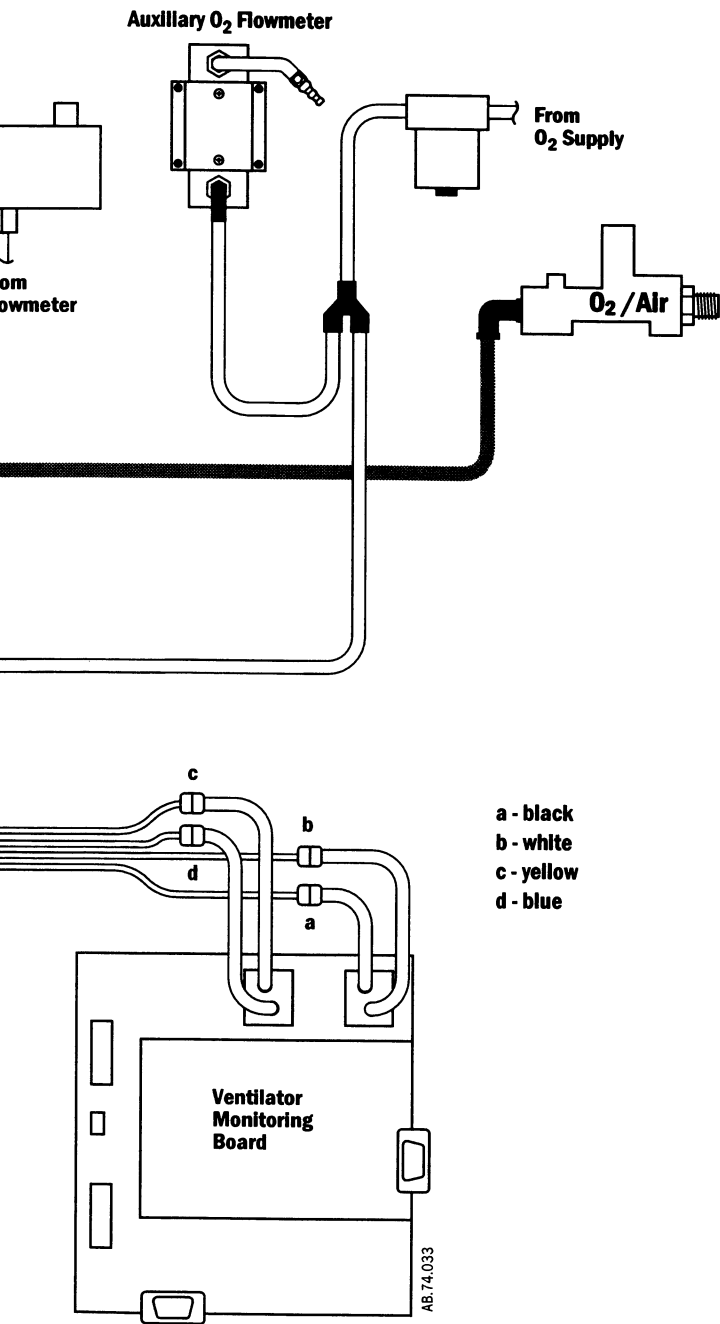 Auxillary O2 Flowmeter
From
O2 Supply
om
owmeter
O2/Air
c
b
d
a
a - black
b - white
c - yellow
d - blue
Ventilator
Monitoring
Board
AB.74.033